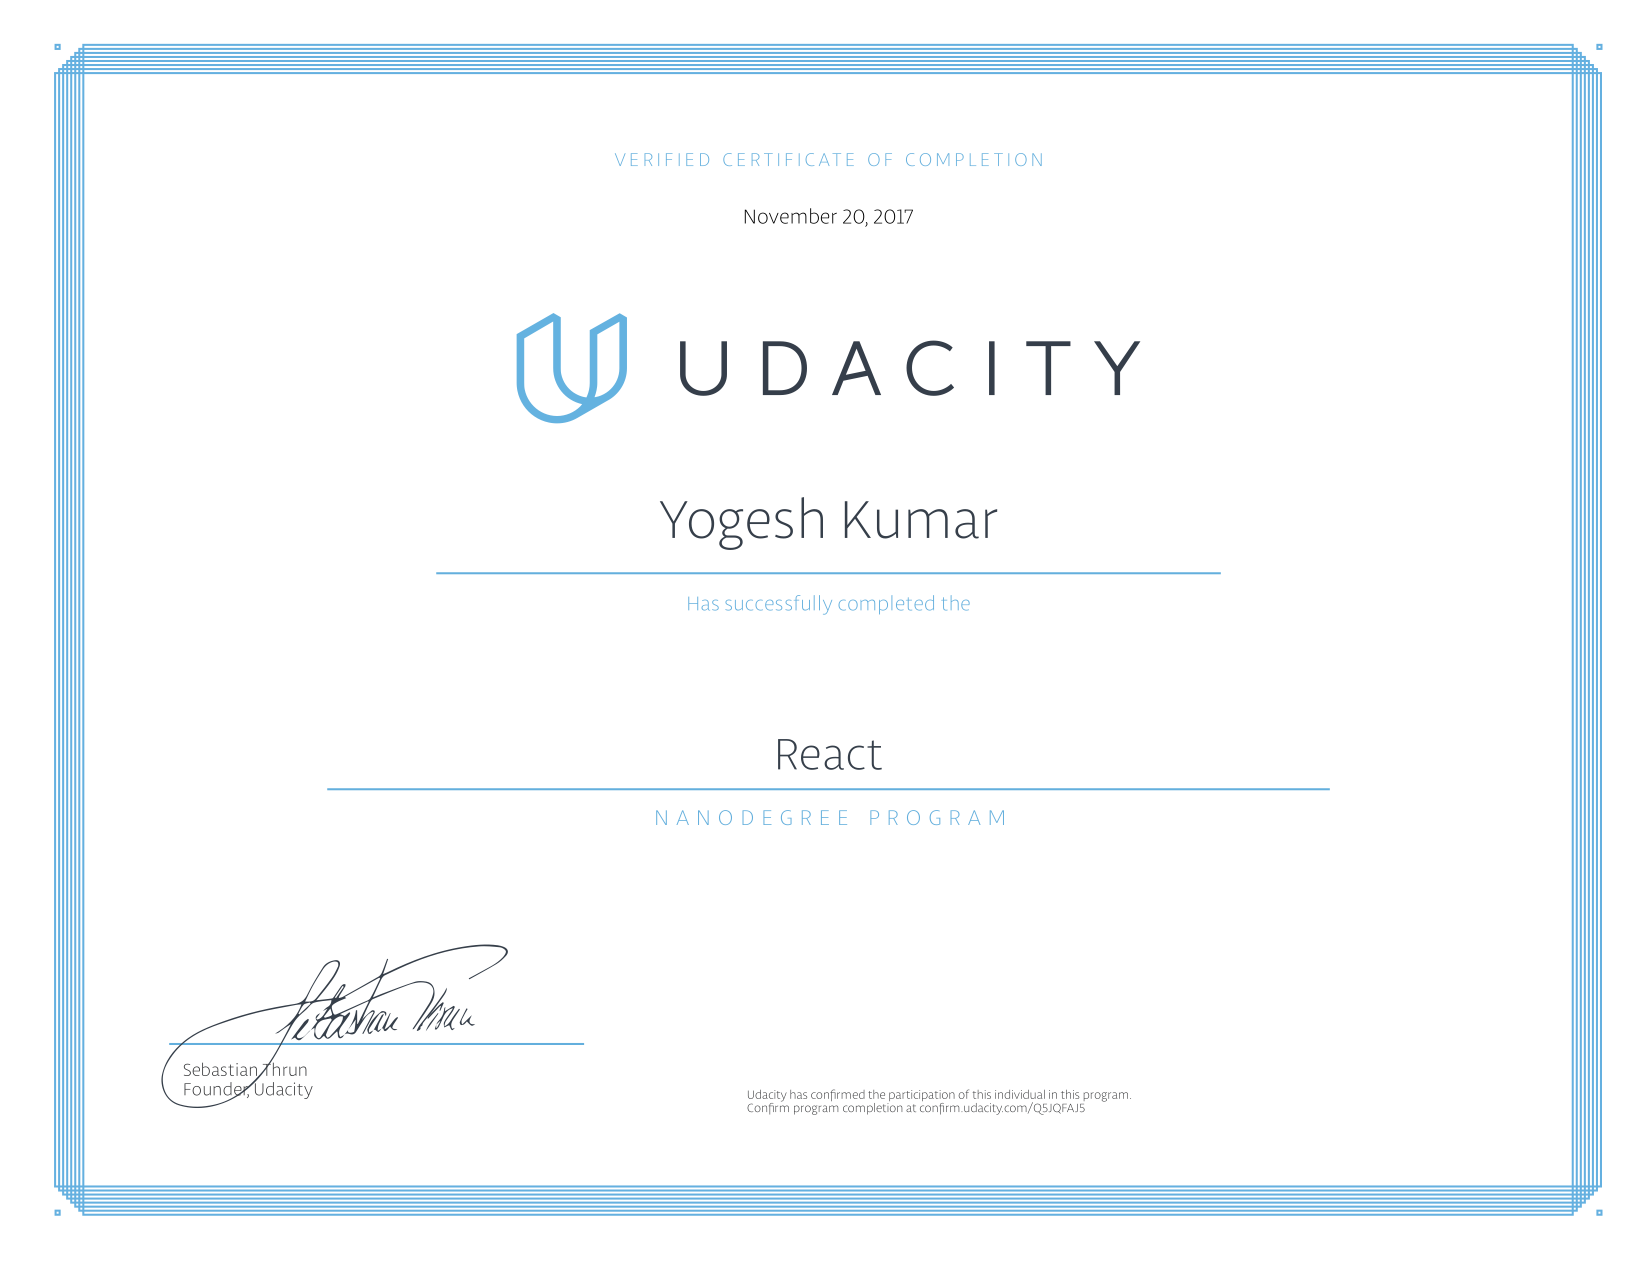 VERIFIED CERTIFICATE OF COMPLETION
November 20, 2017
UDACITY
Yogesh Kumar
Has successfully completed the
React
NANODEGREE PROGRAM
Sebastian Thrun
Sebastian Thrun
Founder, Udacity
Udacity has confirmed the participation of this individual in this program.
Confirm program completion at confirm.udacity.com/Q5JQFAJ5